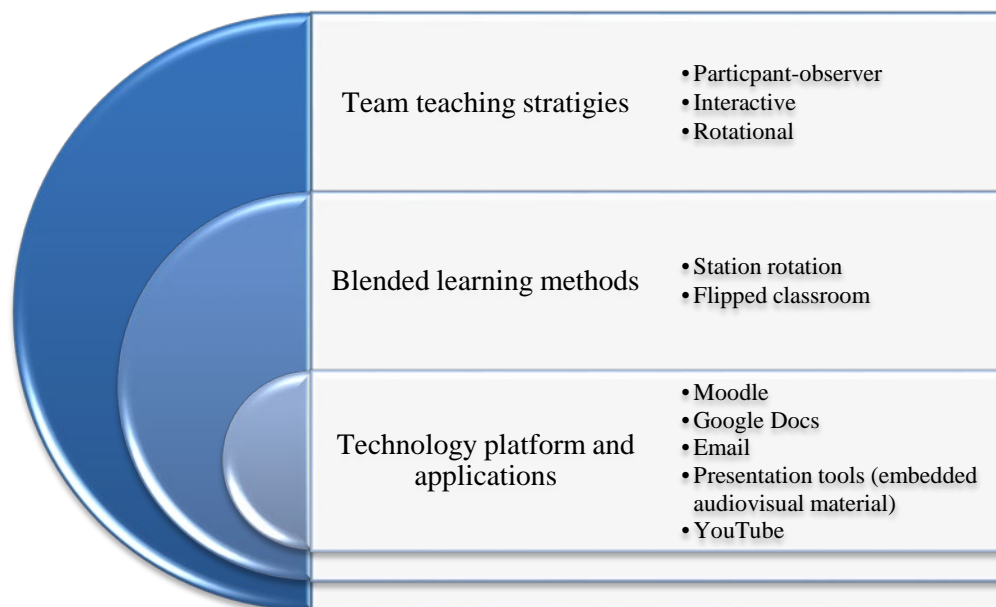 Team teaching stratigies
• Particpant-observer
• Interactive
• Rotational
Blended learning methods
• Station rotation
• Flipped classroom
Technology platform and
applications
• Moodle
• Google Docs
• Email
• Presentation tools (embedded
audiovisual material)
• YouTube